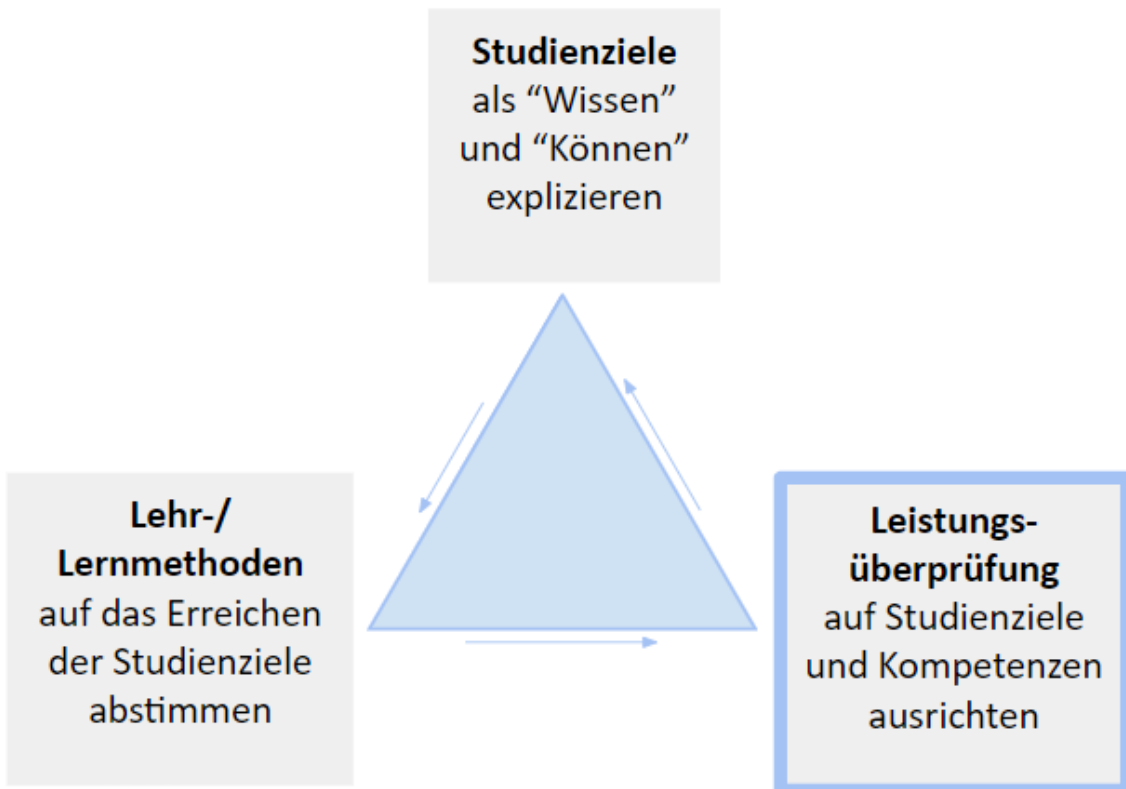 Studienziele
als “Wissen”
und “Können”
explizieren
Lehr-/
Lernmethoden
auf das Erreichen
der Studienziele
abstimmen
Leistungs-
überprüfung
auf Studienziele
und Kompetenzen
ausrichten